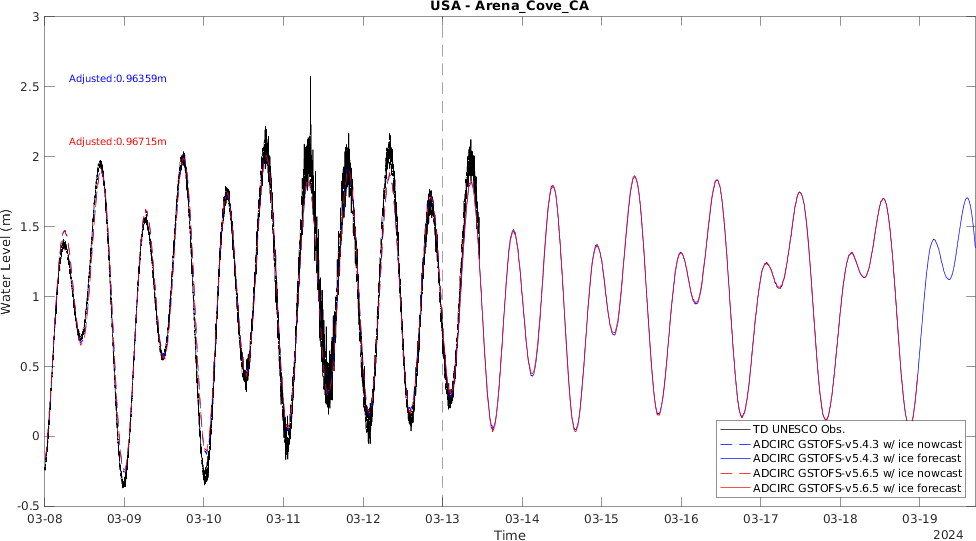 USA - Arena_Cove_CA
3
2.5
2
1.5
1
0.5
0
-0.5
Water Level (m)
Adjusted:0.96359m
Adjusted:0.96715m
TD UNESCO Obs.
ADCIRC GSTOFS-v5.4.3 w/ ice nowcast
ADCIRC GSTOFS-v5.4.3 w/ ice forecast
ADCIRC GSTOFS-v5.6.5 w/ ice nowcast
ADCIRC GSTOFS-v5.6.5 w/ ice forecast
03-08 03-09 03-10 03-11 03-12 03-13 03-14 03-15 03-16 03-17 03-18 03-19
Time
2024